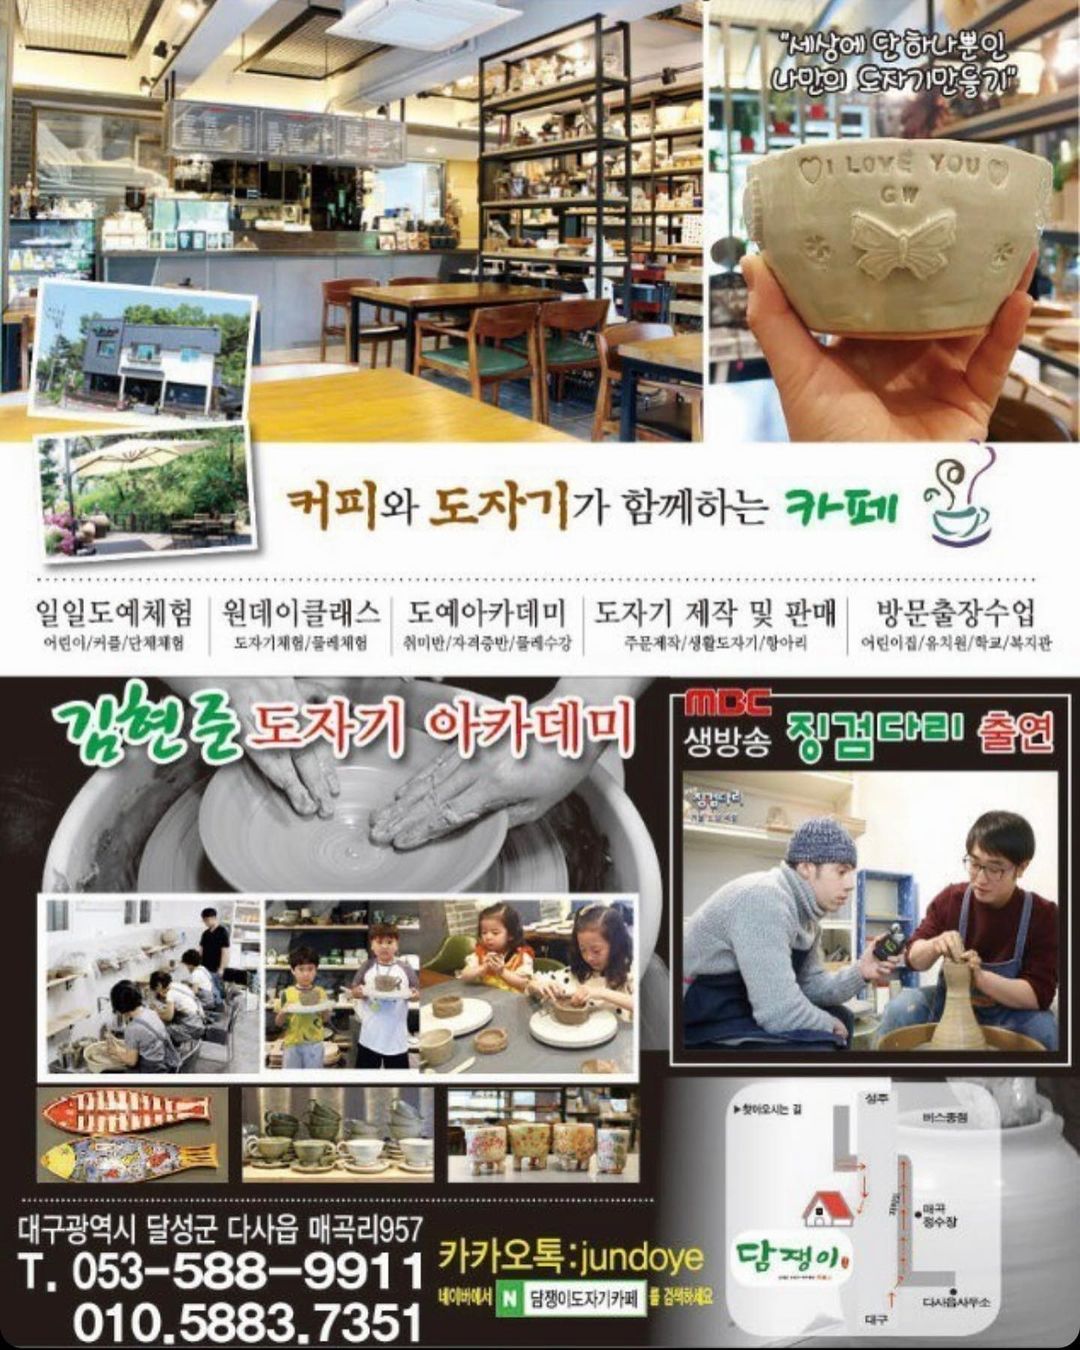 "세상에 단 하나뿐인
나만의 도자기만들기"
♡I LOVE YOU♡
GW
커피와 도자기가 함께하는 카페
일일도예체험
어린이/커플/단체체험
원데이클래스
도자기체험/물레체험
도예아카데미
취미반/자격증반/물레수강
도자기 제작 및 판매
주문제작/생활도자기/항아리
방문출장수업
어린이집/유치원/학교/복지관
김현준 도자기 아카데미
MBC
생방송 징검다리 출연
징검다리
▶찾아오시는 길
성주
버스종점
매곡
정수장
담쟁이
다사읍사무소
대구
대구광역시 달성군 다사읍 매곡리957
T. 053-588-9911
010.5883.7351
카카오톡:jundoye
네이버에서 N 담쟁이도자기카페 를 검색하세요